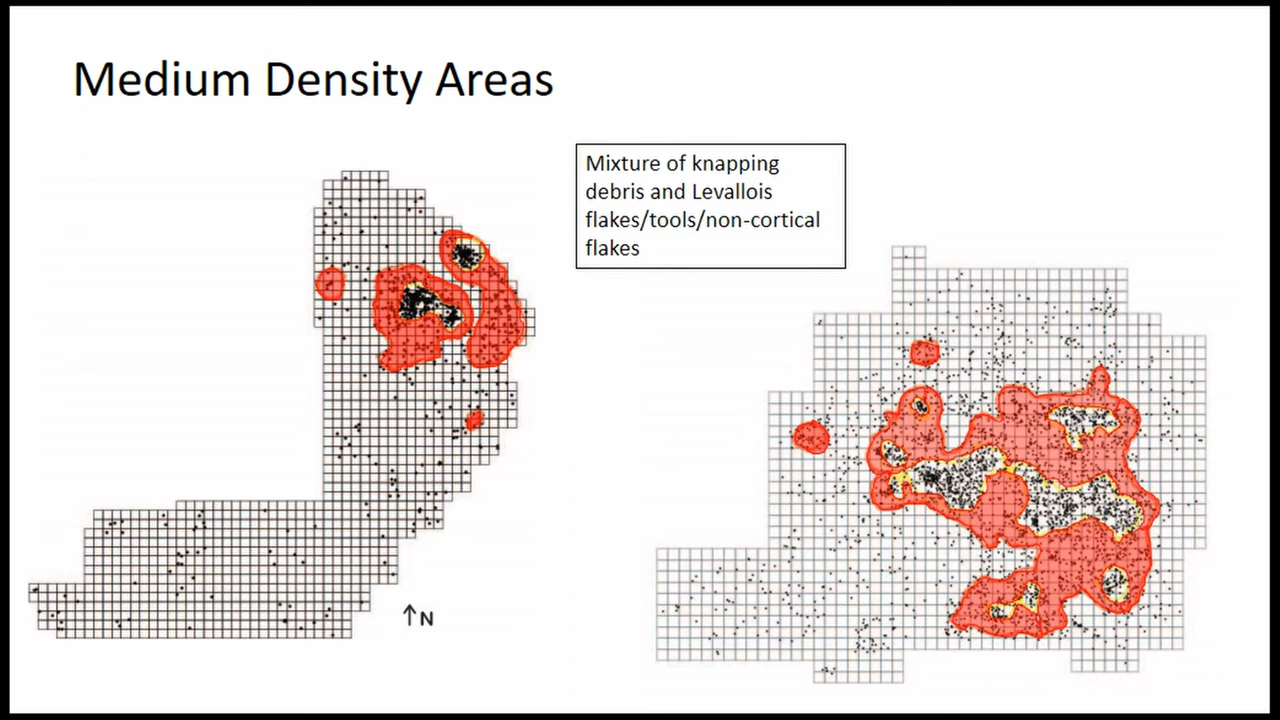 Medium Density Areas
Mixture of knapping
debris and Levallois
flakes/tools/non-cortical
flakes
↑N